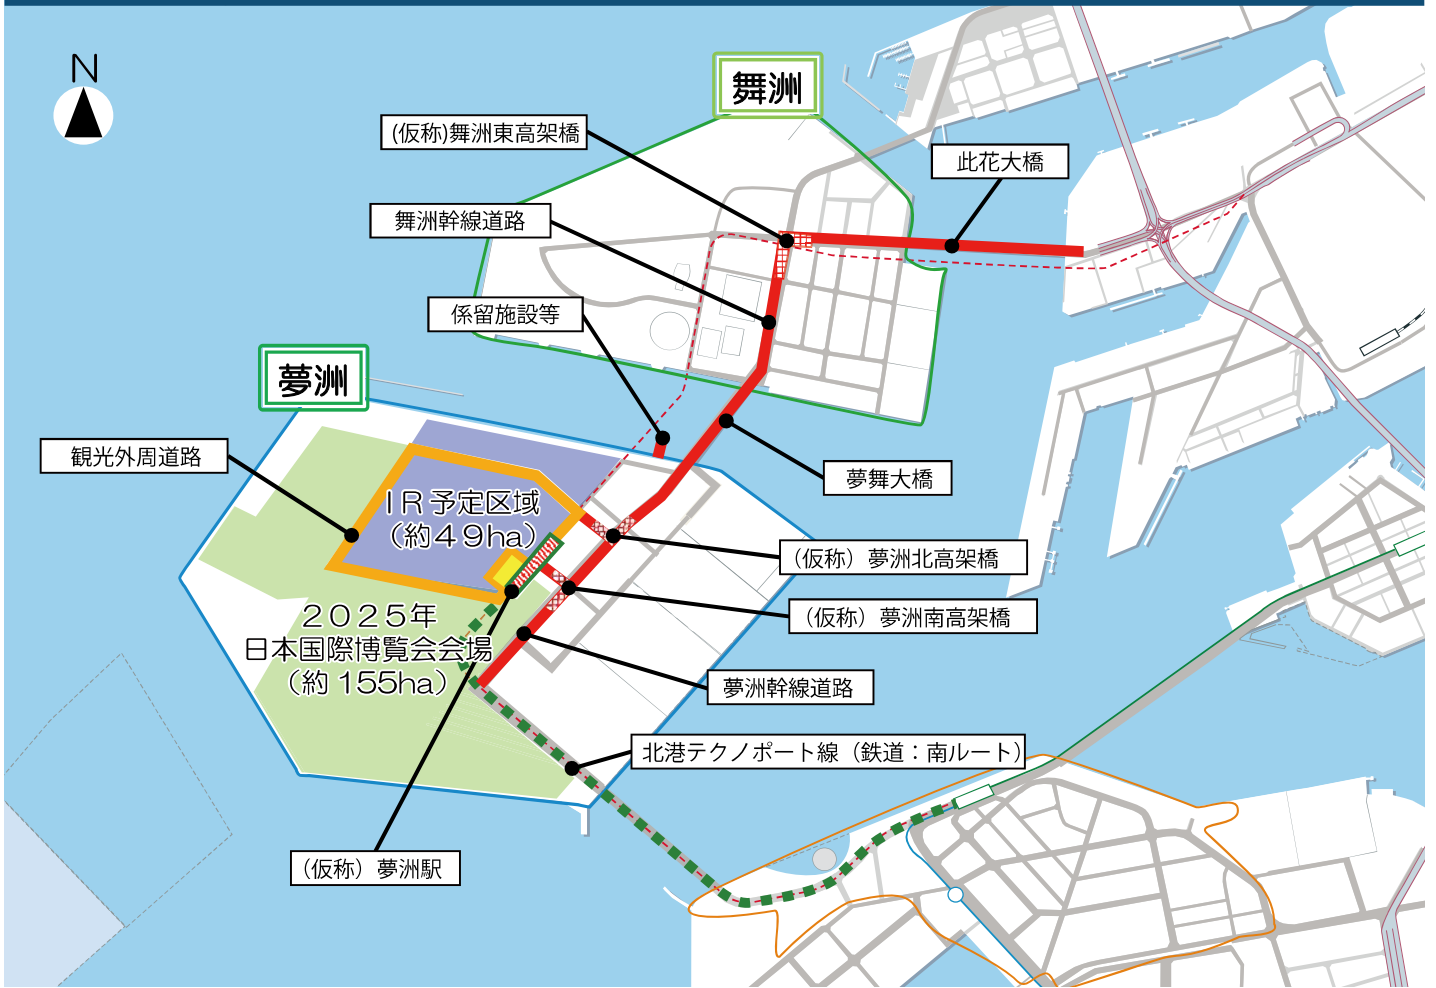 N
舞洲
(仮称)舞洲東高架橋
此花大橋
舞洲幹線道路
係留施設等
夢洲
観光外周道路
夢舞大橋
IR予定区域
（約49ha）
（仮称）夢洲北高架橋
（仮称）夢洲南高架橋
2025年
日本国際博覧会会場
（約155ha）
夢洲幹線道路
北港テクノポート線（鉄道：南ルート）
（仮称）夢洲駅